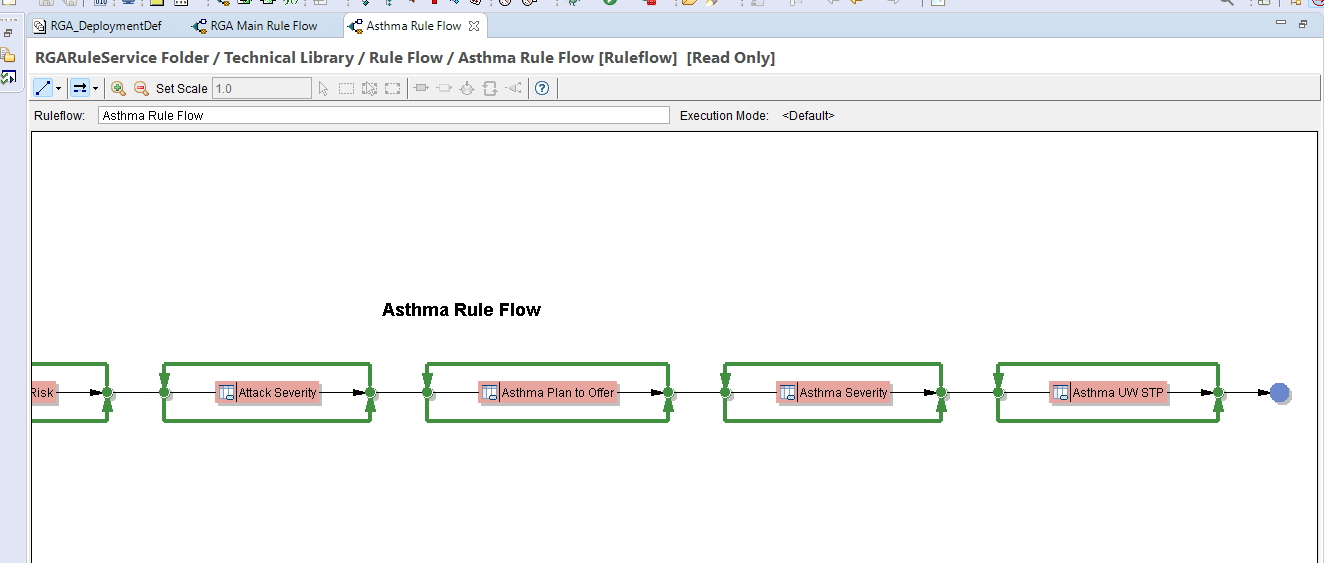 RGA_DeploymentDef RGA Main Rule Flow Asthma Rule Flow
RGARuleService Folder / Technical Library / Rule Flow / Asthma Rule Flow [Ruleflow] [Read Only]
Set Scale 1.0
Ruleflow: Asthma Rule Flow Execution Mode: <Default>
Asthma Rule Flow
Risk Attack Severity Asthma Plan to Offer Asthma Severity Asthma UW STP